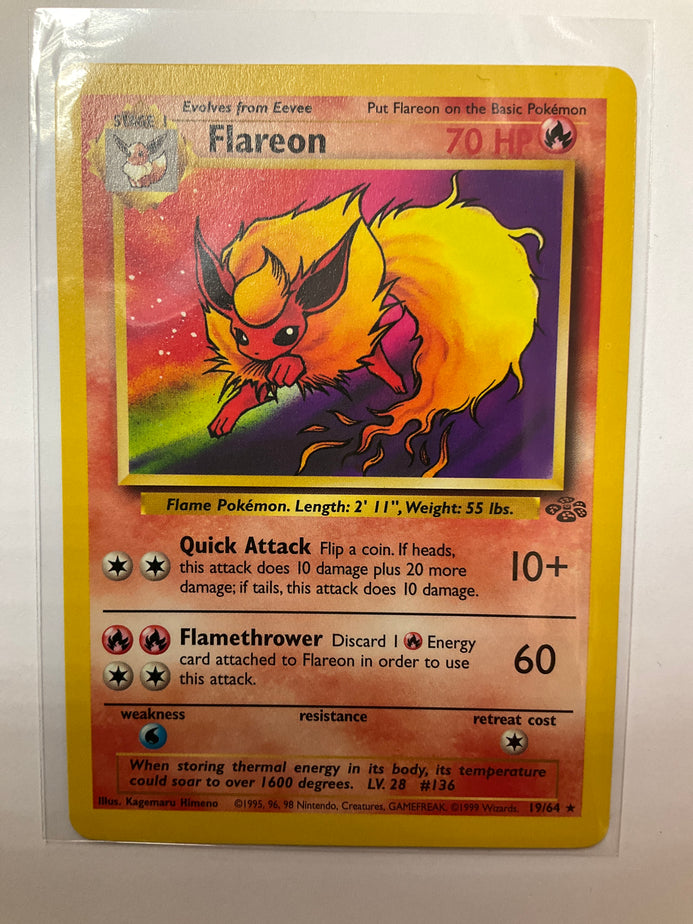 Evolves from Eevee Put Flareon on the Basic Pokémon
STAGE 1
Flareon 70 HP
Flame Pokémon. Length: 2' 11", Weight: 55 lbs.
Quick Attack Flip a coin. If heads,
this attack does 10 damage plus 20 more
damage; if tails, this attack does 10 damage.
10+
Flamethrower Discard 1 Energy
card attached to Flareon in order to use
this attack.
60
weakness resistance retreat cost
When storing thermal energy in its body, its temperature
could soar to over 1600 degrees. LV. 28 #136
Illus. Kagemaru Himeno ©1995, 96, 98 Nintendo, Creatures, GAMEFREAK. ©1999 Wizards. 19/64 ★